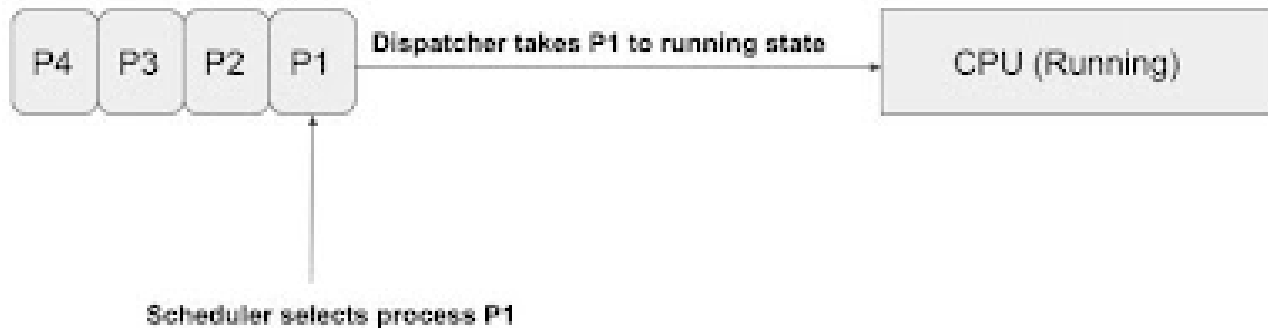 P4 P3 P2 P1 Dispatcher takes P1 to running state CPU (Running)
Scheduler selects process P1